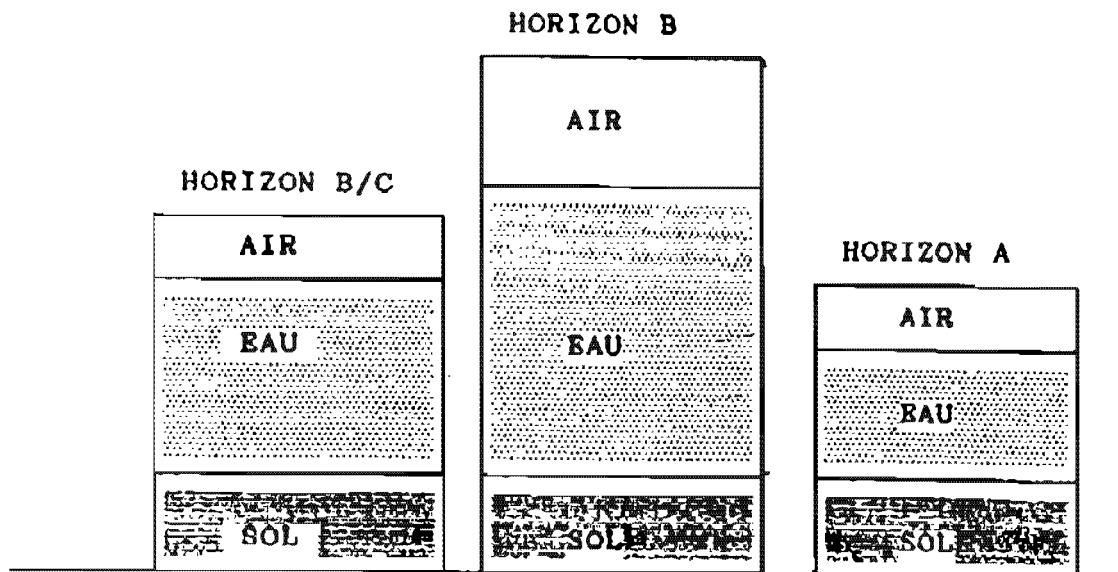 HORIZON B
AIR
EAU
SOL
HORIZON B/C
AIR
EAU
SOL
HORIZON A
AIR
EAU
SOL